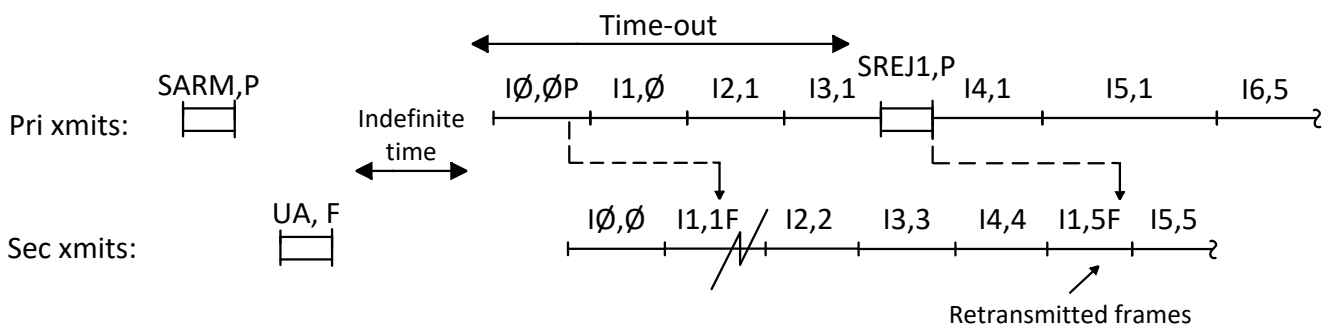 Time-out
SARM,P
IØ,ØP I1,Ø I2,1 I3,1 SREJ1,P I4,1 I5,1 I6,5
Pri xmits:
Indefinite
time
UA, F
IØ,Ø I1,1F I2,2 I3,3 I4,4 I1,5F I5,5
Sec xmits:
Retransmitted frames